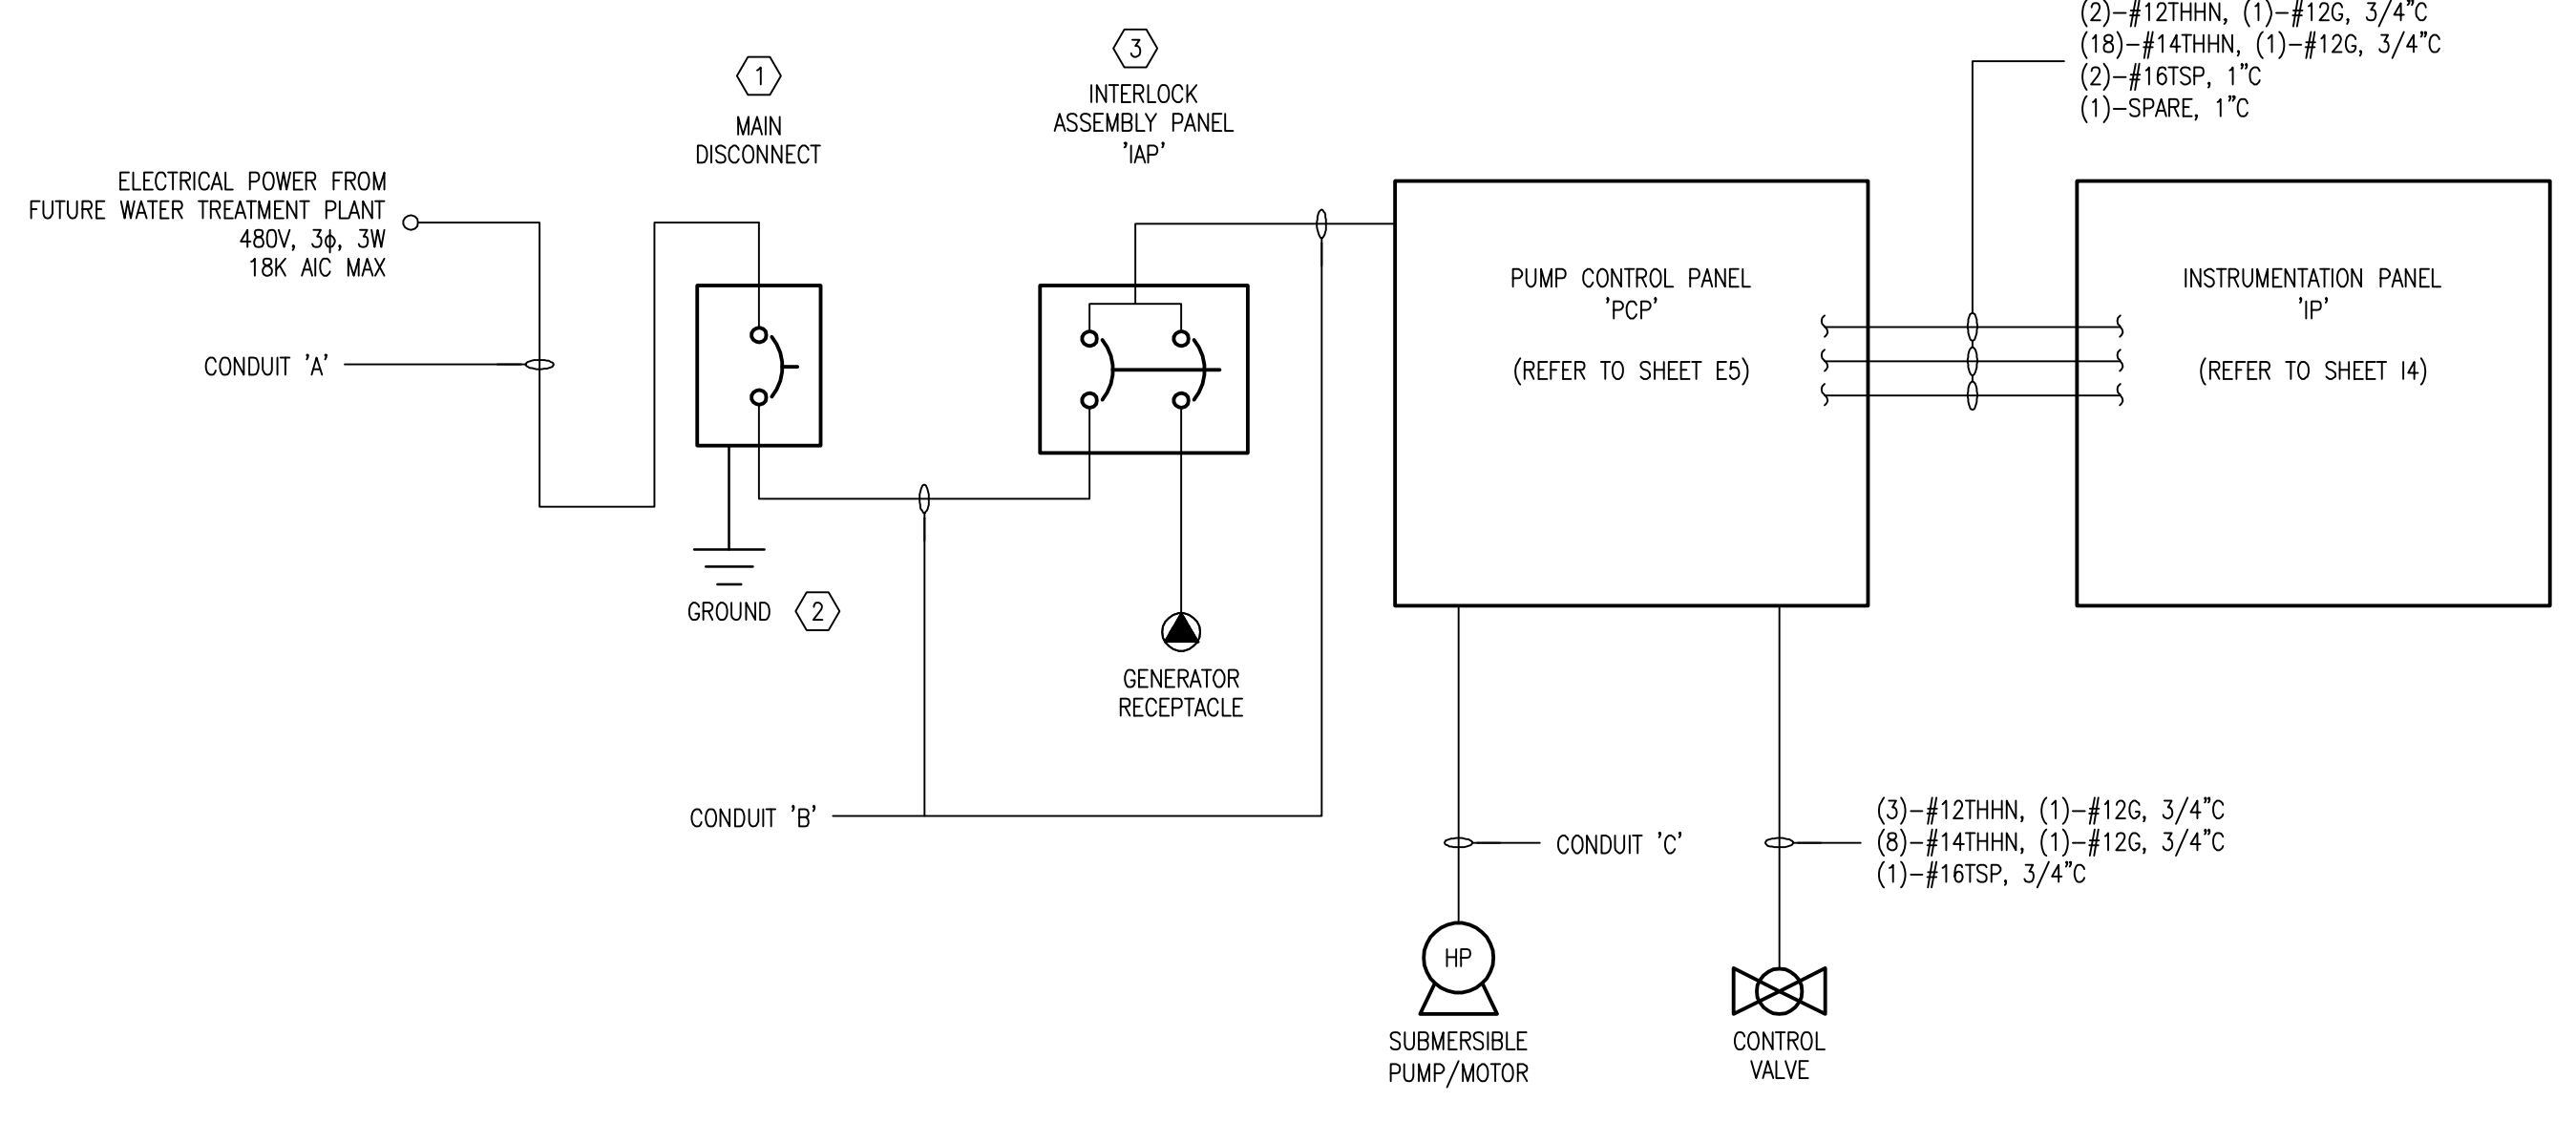 (2)-#12THHN, (1)-#12G, 3/4"C
(18)-#14THHN, (1)-#12G, 3/4"C
(2)-#16TSP, 1"C
(1)-SPARE, 1"C
1
MAIN
DISCONNECT
3
INTERLOCK
ASSEMBLY PANEL
'IAP'
ELECTRICAL POWER FROM
FUTURE WATER TREATMENT PLANT
480V, 3ϕ, 3W
18K AIC MAX
CONDUIT 'A'
PUMP CONTROL PANEL
'PCP'
(REFER TO SHEET E5)
INSTRUMENTATION PANEL
'IP'
(REFER TO SHEET I4)
GROUND
2
GENERATOR
RECEPTACLE
CONDUIT 'B'
CONDUIT 'C'
(3)-#12THHN, (1)-#12G, 3/4"C
(8)-#14THHN, (1)-#12G, 3/4"C
(1)-#16TSP, 3/4"C
HP
SUBMERSIBLE
PUMP/MOTOR
CONTROL
VALVE